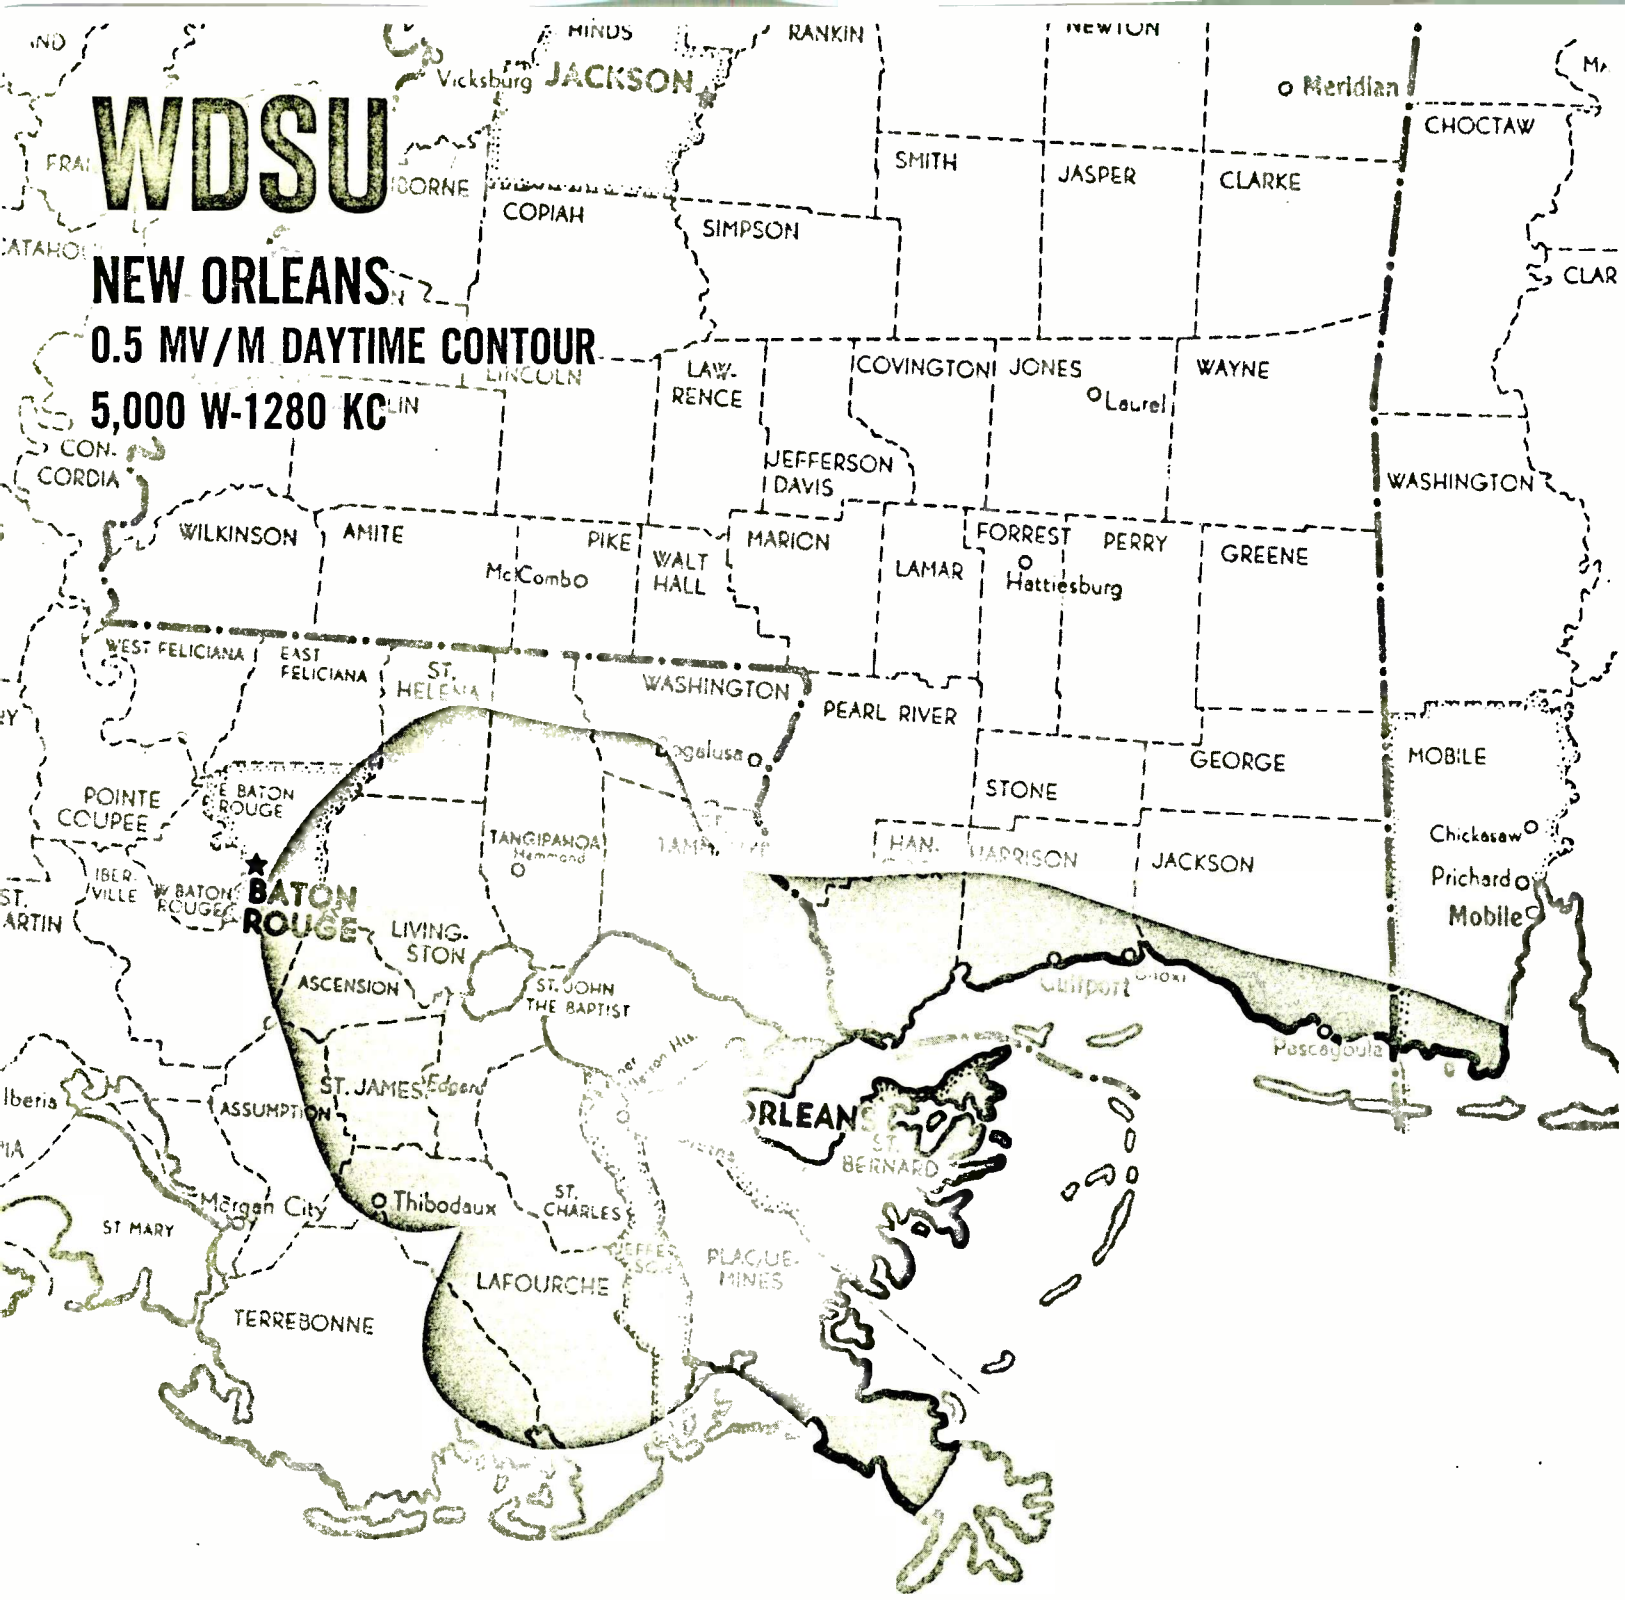 HINDS
RANKIN
NEWTON
Vicksburg
JACKSON
Meridian
CHOCTAW
WDSU
SMITH
JASPER
CLARKE
COPIAH
SIMPSON
NEW ORLEANS
0.5 MV/M DAYTIME CONTOUR
5,000 W-1280 KC
LINCOLN
LAW-
RENCE
COVINGTON
JONES
Laurel
WAYNE
CON-
CORDIA
JEFFERSON
DAVIS
WASHINGTON
WILKINSON
AMITE
PIKE
McComb
WALT
HALL
MARION
LAMAR
FORREST
Hattiesburg
PERRY
GREENE
WEST FELICIANA
EAST
FELICIANA
ST.
HELENA
WASHINGTON
PEARL RIVER
Bogalusa
GEORGE
MOBILE
POINTE
COUPEE
E BATON
ROUGE
STONE
TANGIPAHOA
Hammond
HAN-
HARRISON
JACKSON
Chickasaw
Prichard
Mobile
IBER-
VILLE
W BATON
ROUGE
BATON
ROUGE
LIVING-
STON
ASCENSION
ST. JOHN
THE BAPTIST
Gulfport
Pascagoula
ST. JAMES
Edgard
ASSUMPTION
ORLEANS
ST.
BERNARD
Iberia
Morgan City
Thibodaux
ST.
CHARLES
ST MARY
JEFFER-
SON
PLAQUE-
MINES
LAFOURCHE
TERREBONNE